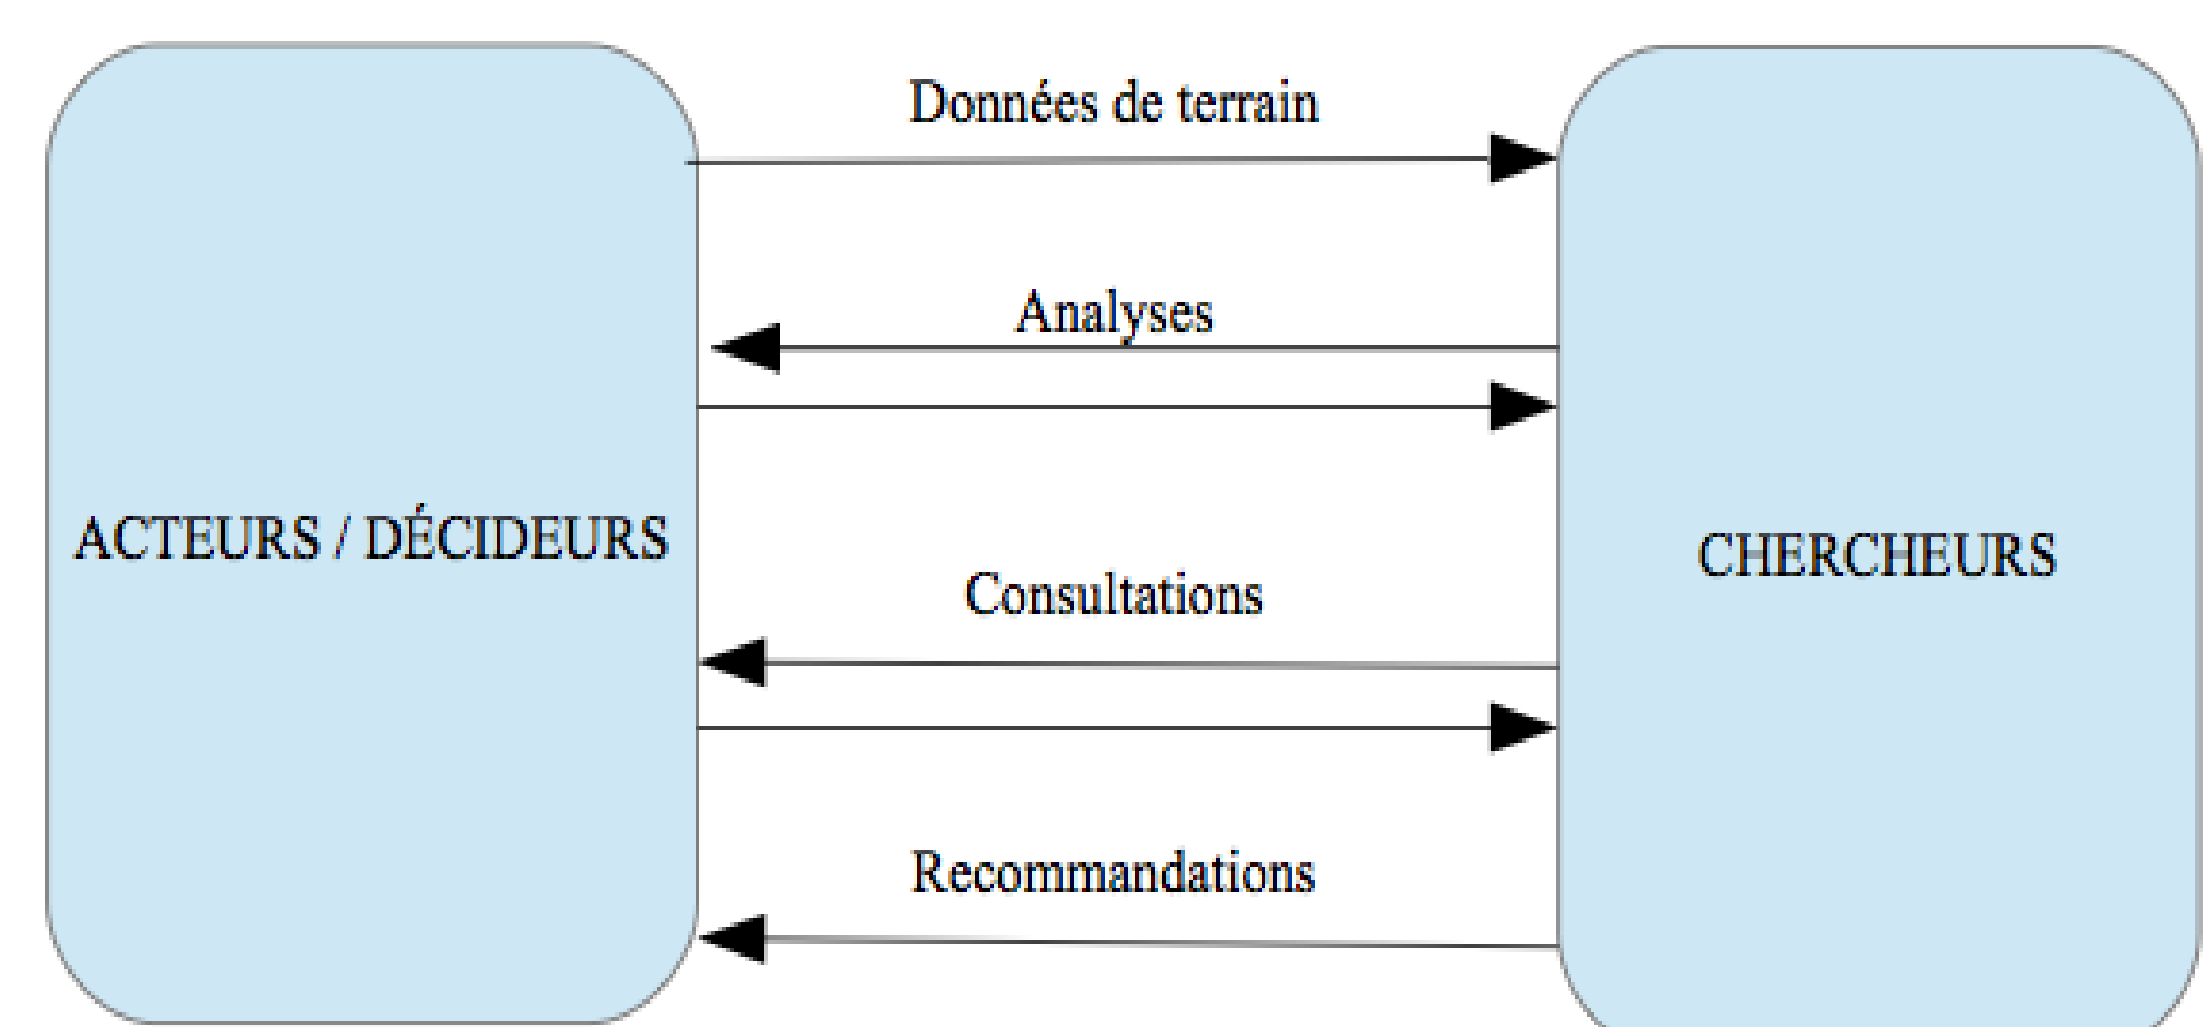 Données de terrain
Analyses
ACTEURS / DÉCIDEURS
CHERCHEURS
Consultations
Recommandations